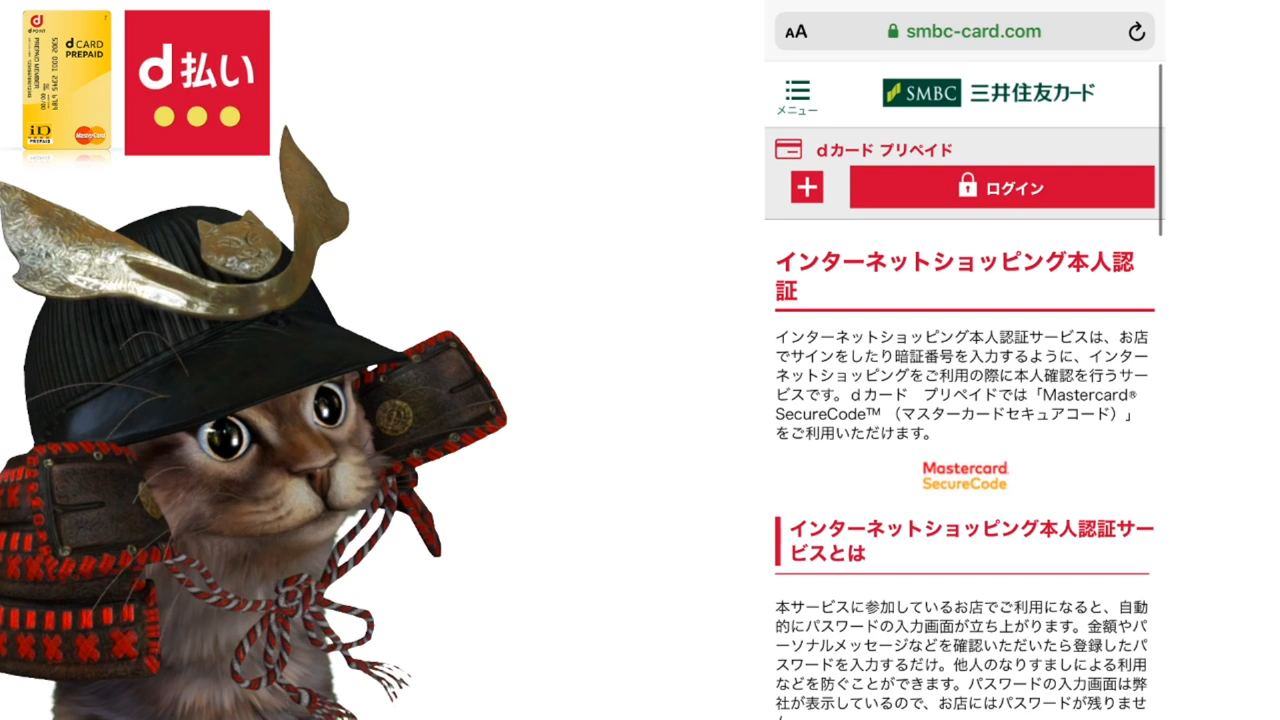 d POINT
d CARD
PREPAID
PREPAID MEMBER
iD
PREPAID
MasterCard
d払い
AA
smbc-card.com
メニュー
SMBC 三井住友カード
dカード プリペイド
ログイン
インターネットショッピング本人認
証
インターネットショッピング本人認証サービスは、お店
でサインをしたり暗証番号を入力するように、インター
ネットショッピングをご利用の際に本人確認を行うサー
ビスです。dカード　プリペイドでは「Mastercard®
SecureCode™ （マスターカードセキュアコード）」
をご利用いただけます。
Mastercard
SecureCode
インターネットショッピング本人認証サー
ビスとは
本サービスに参加しているお店でご利用になると、自動
的にパスワードの入力画面が立ち上がります。金額やパ
ーソナルメッセージなどを確認いただいたら登録したパ
スワードを入力するだけ。他人のなりすましによる利用
などを防ぐことができます。パスワードの入力画面は弊
社が表示しているので、お店にはパスワードが残りませ